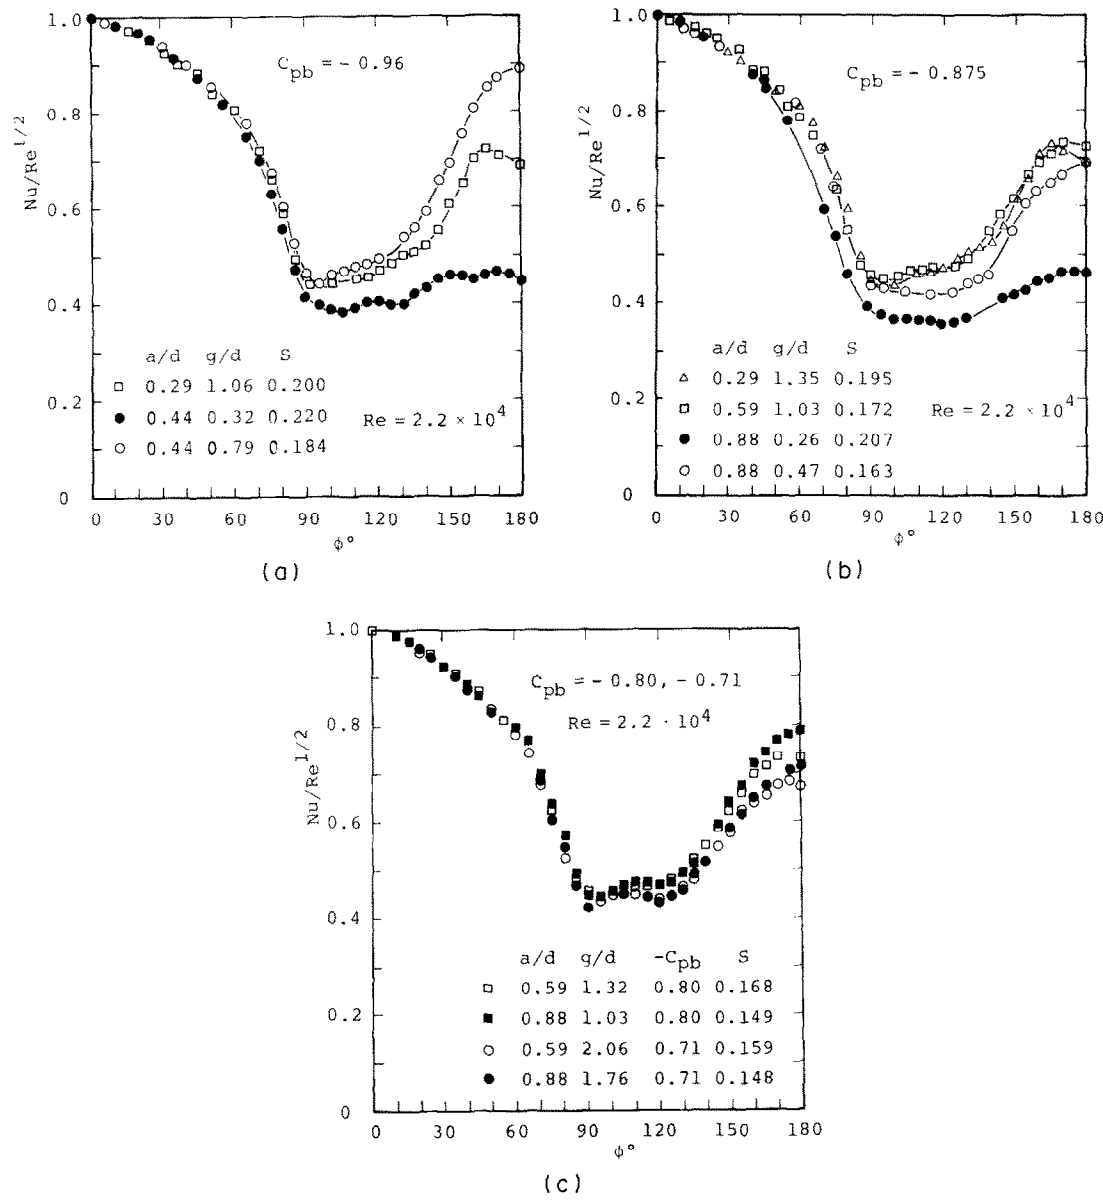 1.0
0.8
0.6
0.4
0.2
0
Nu/Re^1/2
C_pb = - 0.96
a/d g/d S
□ 0.29 1.06 0.200
● 0.44 0.32 0.220
○ 0.44 0.79 0.184
Re = 2.2 × 10^4
0 30 60 90 120 150 180
φ°
(a)
1.0
0.8
0.6
0.4
0.2
0
Nu/Re^1/2
C_pb = - 0.875
a/d g/d S
△ 0.29 1.35 0.195
□ 0.59 1.03 0.172
● 0.88 0.26 0.207
○ 0.88 0.47 0.163
Re = 2.2 × 10^4
0 30 60 90 120 150 180
φ°
(b)
1.0
0.8
0.6
0.4
0.2
0
Nu/Re^1/2
C_pb = - 0.80, - 0.71
Re = 2.2 · 10^4
a/d g/d -C_pb S
□ 0.59 1.32 0.80 0.168
■ 0.88 1.03 0.80 0.149
○ 0.59 2.06 0.71 0.159
● 0.88 1.76 0.71 0.148
0 30 60 90 120 150 180
φ°
(c)